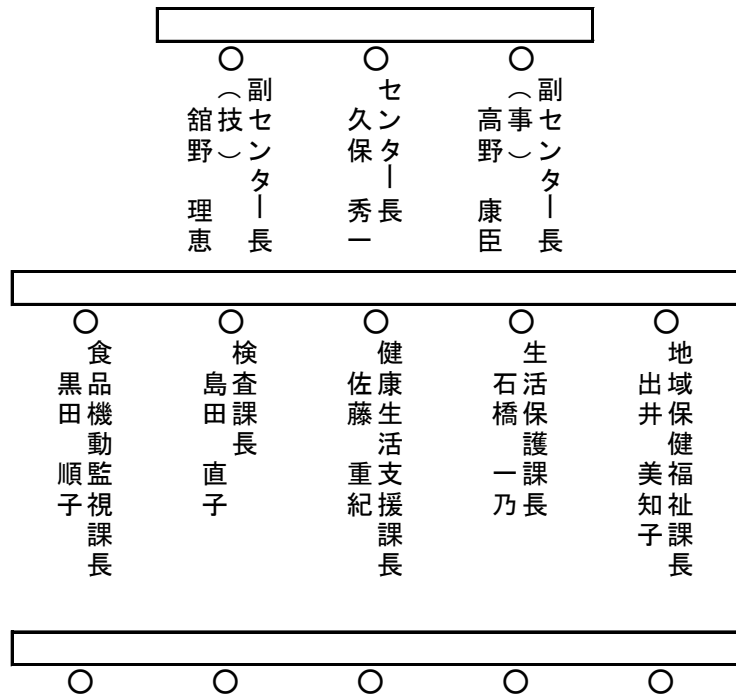 副センター長
（事）
高野 康臣
センター長
久保 秀一
副センター長
（技）
舘野 理恵
地域保健福祉課長
出井 美知子
生活保護課長
石橋 一乃
健康生活支援課長
佐藤 重紀
検査課長
島田 直子
食品機動監視課長
黒田 順子